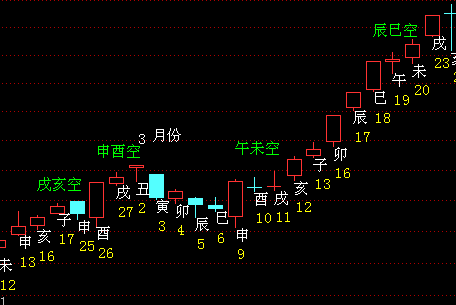 辰巳空
戌
23
亥
未
20
午
19
巳
18
辰
17
3 月份
申酉空
午未空
卯
16
子
13
亥
12
戌
11
酉
10
申
9
巳
6
辰
5
卯
4
寅
3
丑
2
戌
27
戌亥空
酉
26
申
25
子
17
亥
16
申
13
未
12